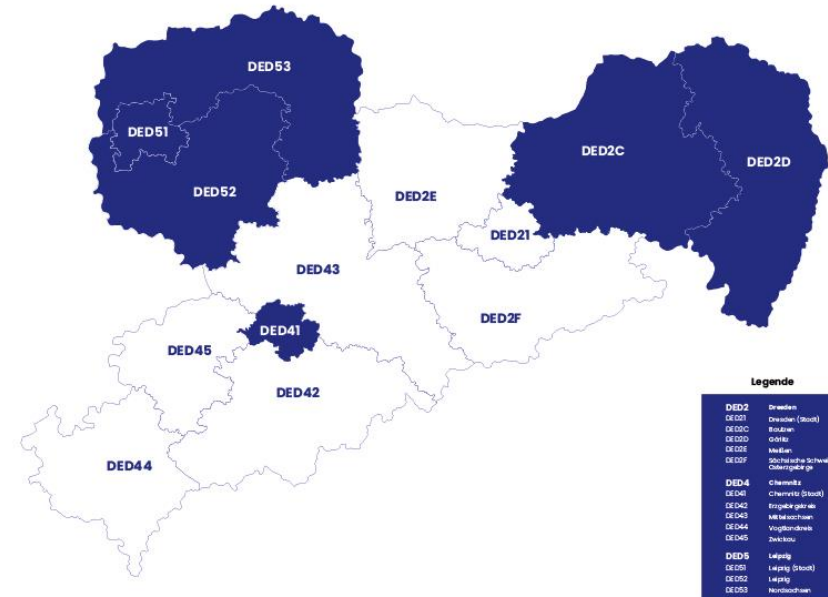 DED53
DED51
DED2C
DED2D
DED52
DED2E
DED21
DED43
DED2F
DED41
DED45
DED42
DED44
Legende
DED2 Dresden
DED21 Dresden (Stadt)
DED2C Bautzen
DED2D Görlitz
DED2E Meißen
DED2F Sächsische Schwei
Osterzgebirge
DED4 Chemnitz
DED41 Chemnitz (Stadt)
DED42 Erzgebirgskreis
DED43 Mittelsachsen
DED44 Vogtlandkreis
DED45 Zwickau
DED5 Leipzig
DED51 Leipzig (Stadt)
DED52 Leipzig
DED53 Nordsachsen